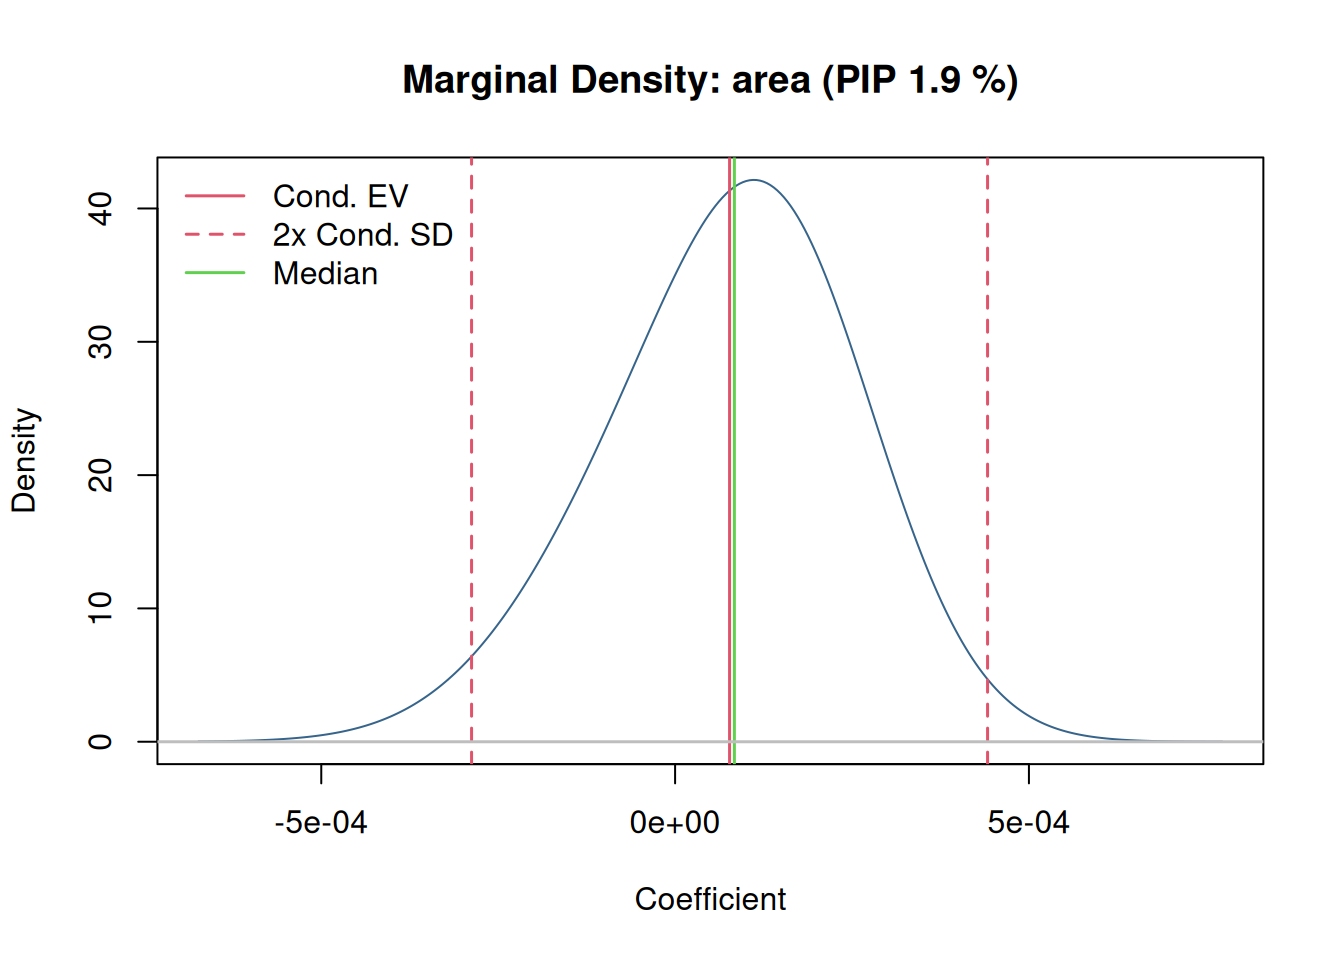 Marginal Density: area (PIP 1.9 %)
Cond. EV
2x Cond. SD
Median
40
30
20
10
0
Density
-5e-04
0e+00
5e-04
Coefficient